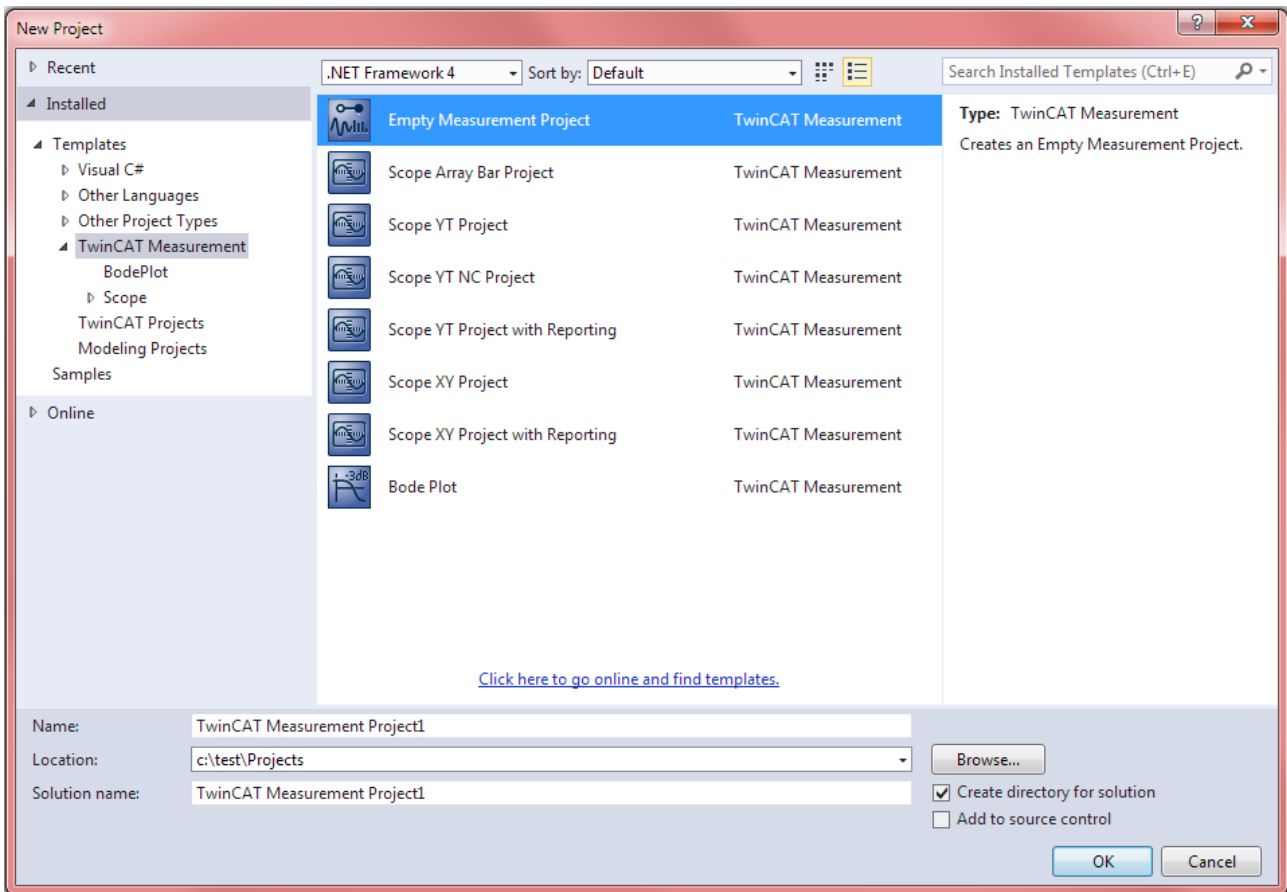 New Project
Recent
Installed
Templates
Visual C#
Other Languages
Other Project Types
TwinCAT Measurement
BodePlot
Scope
TwinCAT Projects
Modeling Projects
Samples
Online
.NET Framework 4 Sort by: Default
Empty Measurement Project TwinCAT Measurement
Scope Array Bar Project TwinCAT Measurement
Scope YT Project TwinCAT Measurement
Scope YT NC Project TwinCAT Measurement
Scope YT Project with Reporting TwinCAT Measurement
Scope XY Project TwinCAT Measurement
Scope XY Project with Reporting TwinCAT Measurement
-3dB
Bode Plot TwinCAT Measurement
Click here to go online and find templates.
Search Installed Templates (Ctrl+E)
Type: TwinCAT Measurement
Creates an Empty Measurement Project.
Name: TwinCAT Measurement Project1
Location: c:\test\Projects Browse...
Solution name: TwinCAT Measurement Project1
Create directory for solution
Add to source control
OK Cancel